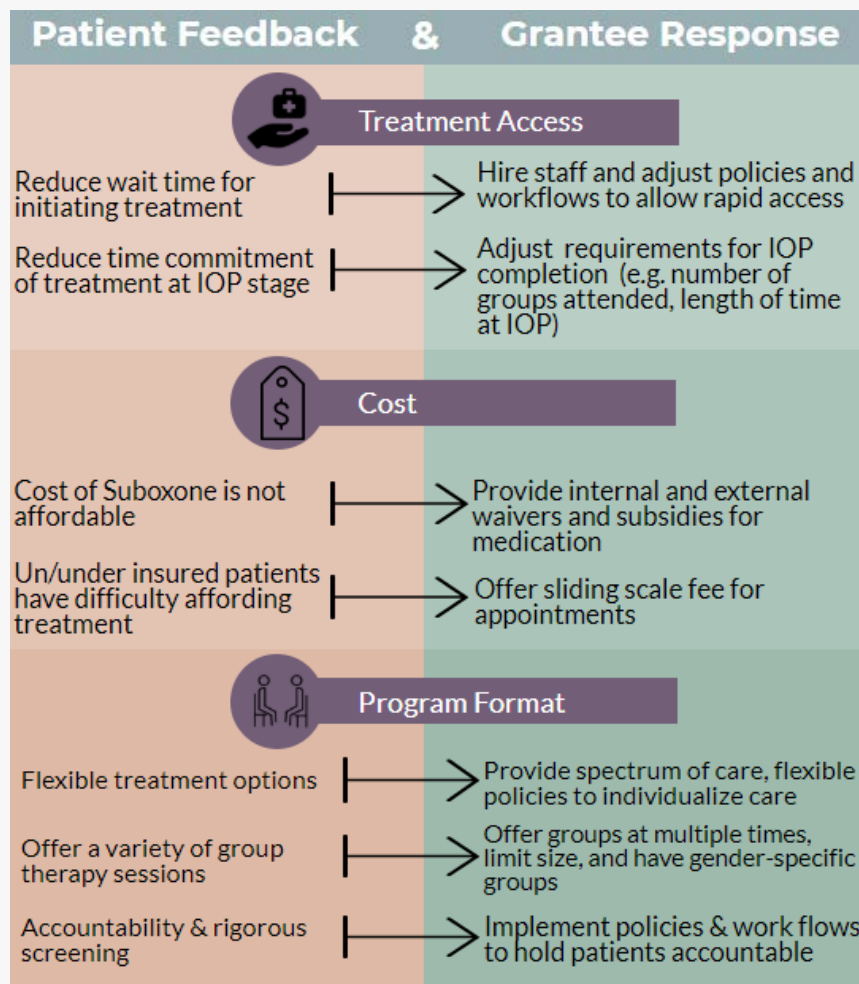 Patient Feedback & Grantee Response
Treatment Access
Reduce wait time for
initiating treatment
Hire staff and adjust policies and
workflows to allow rapid access
Reduce time commitment
of treatment at IOP stage
Adjust requirements for IOP
completion (e.g. number of
groups attended, length of time
at IOP)
Cost
$
Cost of Suboxone is not
affordable
Provide internal and external
waivers and subsidies for
medication
Un/under insured patients
have difficulty affording
treatment
Offer sliding scale fee for
appointments
Program Format
Flexible treatment options
Provide spectrum of care, flexible
policies to individualize care
Offer a variety of group
therapy sessions
Offer groups at multiple times,
limit size, and have gender-specific
groups
Accountability & rigorous
screening
Implement policies & work flows
to hold patients accountable